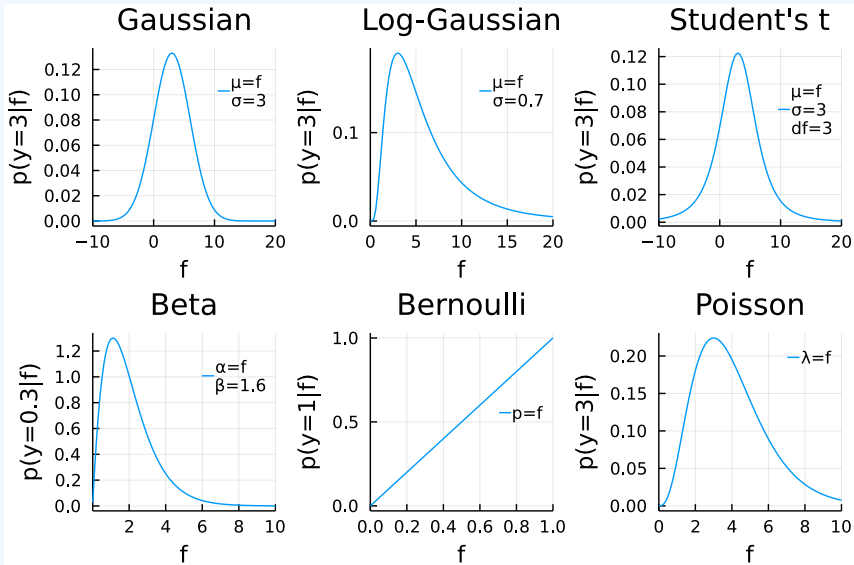 Gaussian
p(y=3|f)
0.12
0.10
0.08
0.06
0.04
0.02
0.00
μ=f
σ=3
−10 0 10 20
f
Log-Gaussian
p(y=3|f)
0.1
0.0
μ=f
σ=0.7
0 5 10 15 20
f
Student's t
p(y=3|f)
0.12
0.10
0.08
0.06
0.04
0.02
0.00
μ=f
σ=3
df=3
−10 0 10 20
f
Beta
p(y=0.3|f)
1.2
1.0
0.8
0.6
0.4
0.2
0.0
α=f
β=1.6
2 4 6 8 10
f
Bernoulli
p(y=1|f)
1.0
0.5
0.0
p=f
0.0 0.2 0.4 0.6 0.8 1.0
f
Poisson
p(y=3|f)
0.20
0.15
0.10
0.05
0.00
λ=f
0 2 4 6 8 10
f